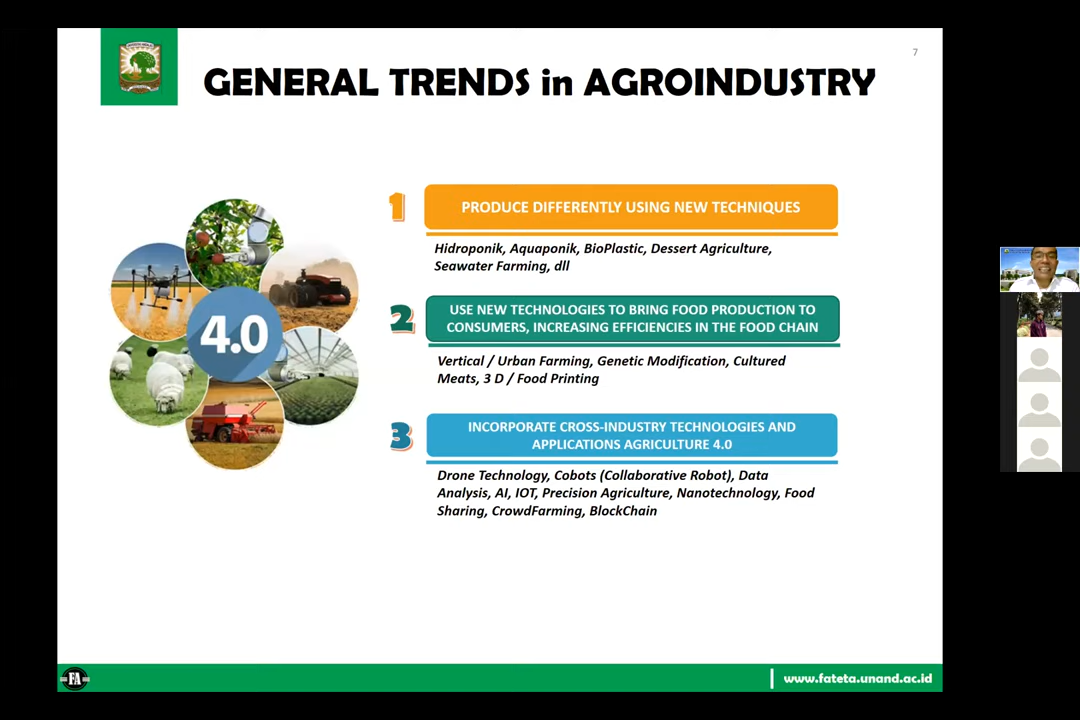 7
GENERAL TRENDS in AGROINDUSTRY
4.0
1
PRODUCE DIFFERENTLY USING NEW TECHNIQUES
Hidroponik, Aquaponik, BioPlastic, Dessert Agriculture,
Seawater Farming, dll
2
USE NEW TECHNOLOGIES TO BRING FOOD PRODUCTION TO
CONSUMERS, INCREASING EFFICIENCIES IN THE FOOD CHAIN
Vertical / Urban Farming, Genetic Modification, Cultured
Meats, 3 D / Food Printing
3
INCORPORATE CROSS-INDUSTRY TECHNOLOGIES AND
APPLICATIONS AGRICULTURE 4.0
Drone Technology, Cobots (Collaborative Robot), Data
Analysis, AI, IOT, Precision Agriculture, Nanotechnology, Food
Sharing, CrowdFarming, BlockChain
FA
www.fateta.unand.ac.id